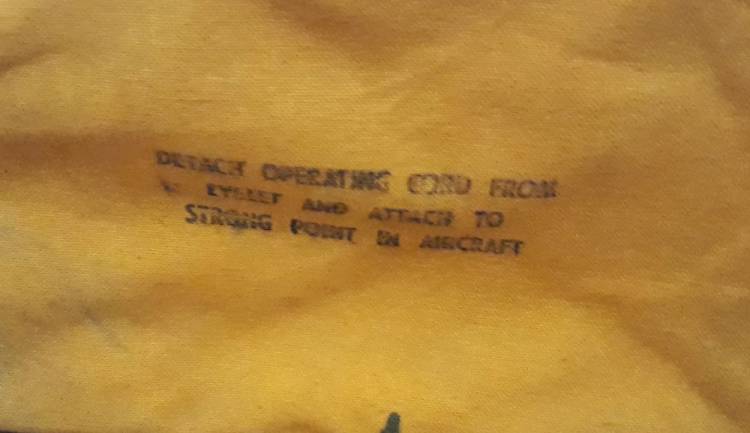 DETACH OPERATING CORD FROM
EYELET AND ATTACH TO
STRONG POINT IN AIRCRAFT